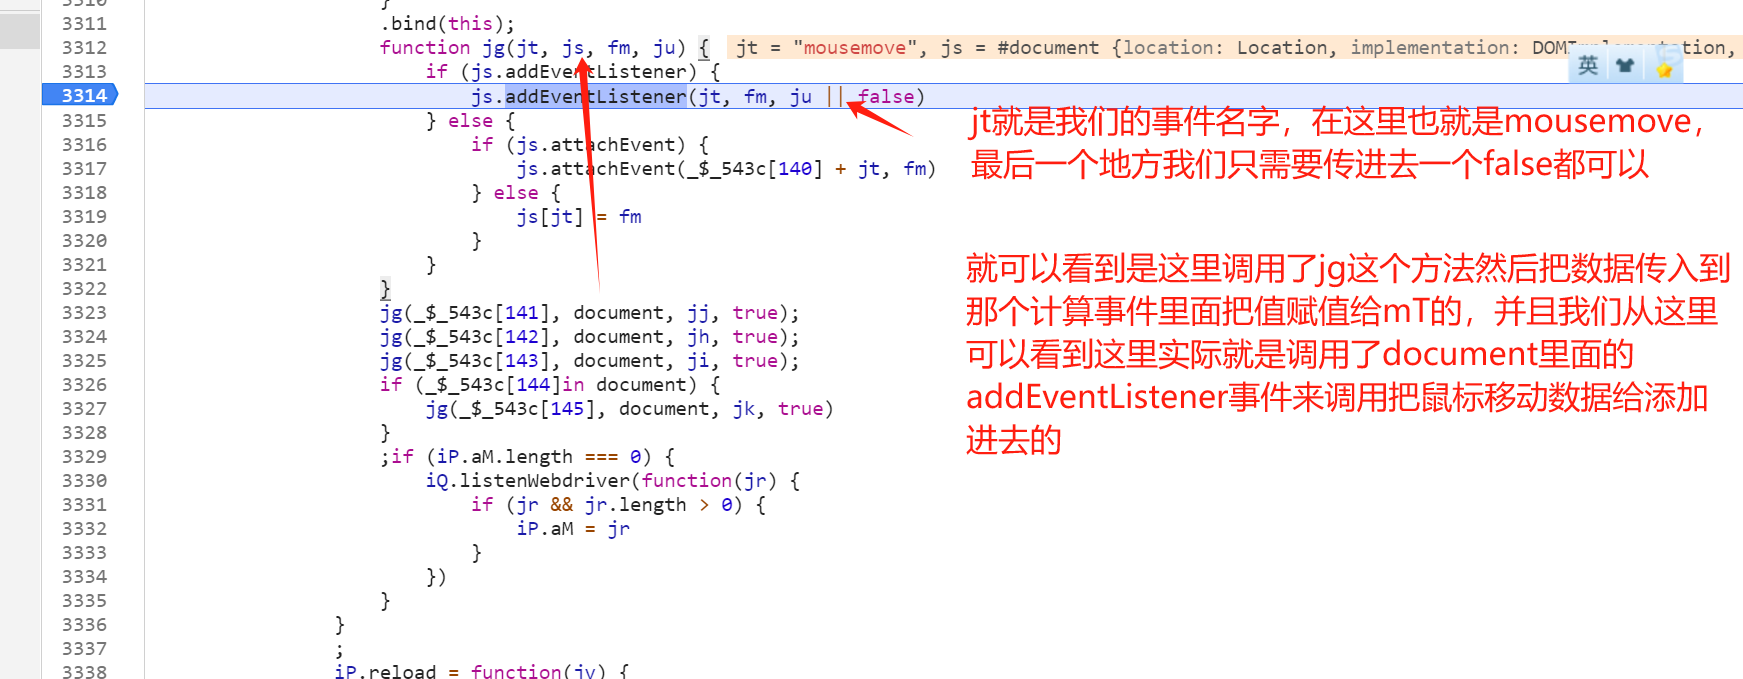 3310 }
3311 .bind(this);
3312 function jg(jt, js, fm, ju) { jt = "mousemove", js = #document {location: Location, implementation: DOMImplementation,
3313 if (js.addEventListener) {
英
3314 js.addEventListener(jt, fm, ju || false)
3315 } else {
3316 if (js.attachEvent) {
3317 js.attachEvent(_$_543c[140] + jt, fm)
3318 } else {
3319 js[jt] = fm
3320 }
3321 }
3322 }
3323 jg(_$_543c[141], document, jj, true);
3324 jg(_$_543c[142], document, jh, true);
3325 jg(_$_543c[143], document, ji, true);
3326 if (_$_543c[144]in document) {
3327 jg(_$_543c[145], document, jk, true)
3328 }
3329 ;if (iP.aM.length === 0) {
3330 iQ.listenWebdriver(function(jr) {
3331 if (jr && jr.length > 0) {
3332 iP.aM = jr
3333 }
3334 })
3335 }
3336 }
3337 ;
3338 iP.reload = function(jv) {
jt就是我们的事件名字，在这里也就是mousemove，
最后一个地方我们只需要传进去一个false都可以
就可以看到是这里调用了jg这个方法然后把数据传入到
那个计算事件里面把值赋值给mT的，并且我们从这里
可以看到这里实际就是调用了document里面的
addEventListener事件来调用把鼠标移动数据给添加
进去的